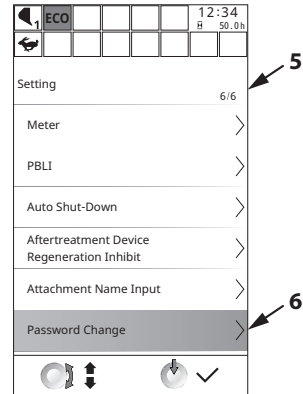 1
ECO
12:34
50.0h
5
Setting
6/6
Meter
PBLI
Auto Shut-Down
Aftertreatment Device
Regeneration Inhibit
Attachment Name Input
6
Password Change